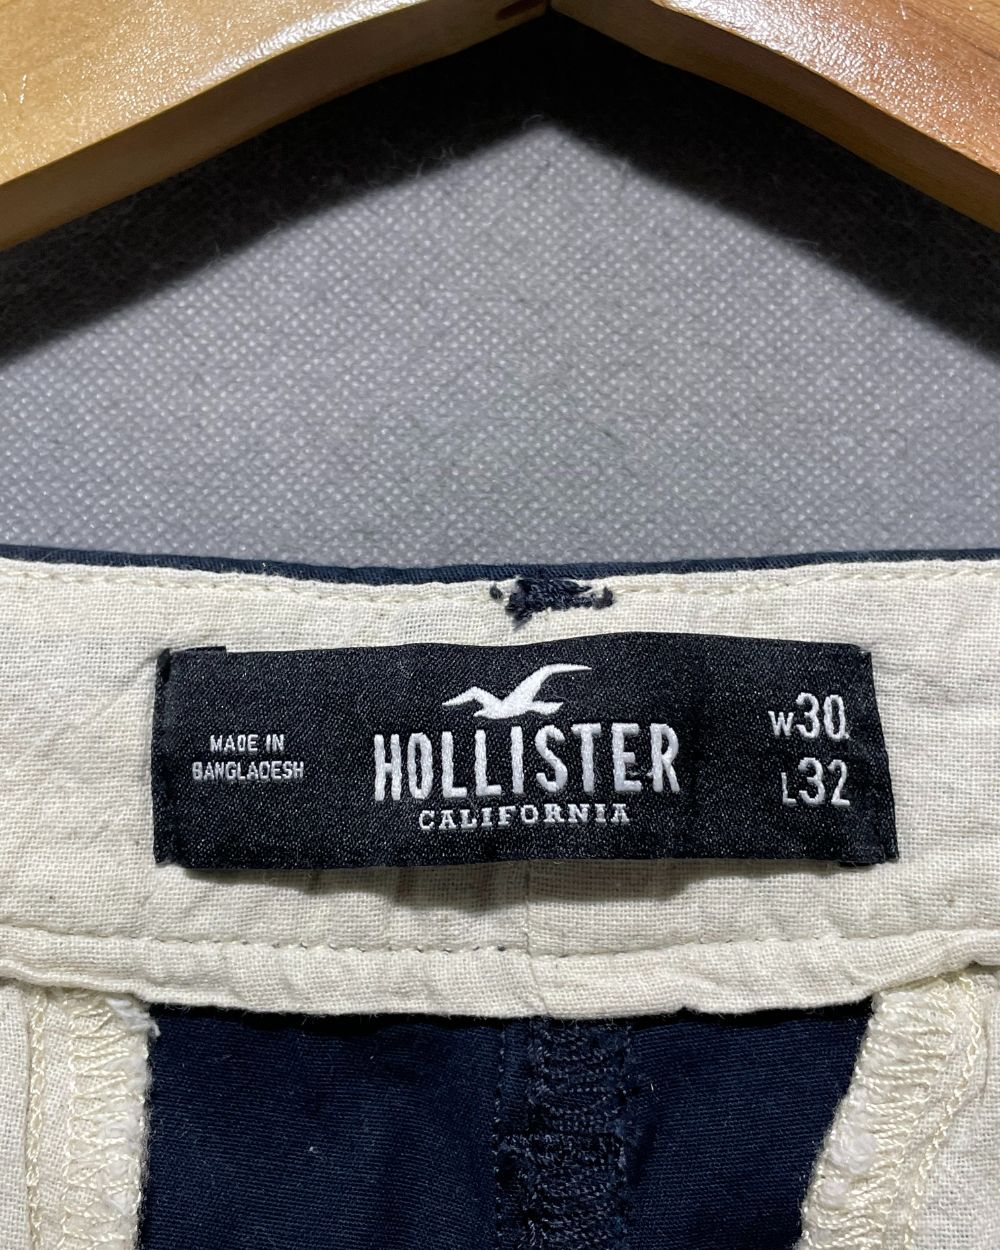 MADE IN
BANGLADESH
HOLLISTER
CALIFORNIA
W30
L32